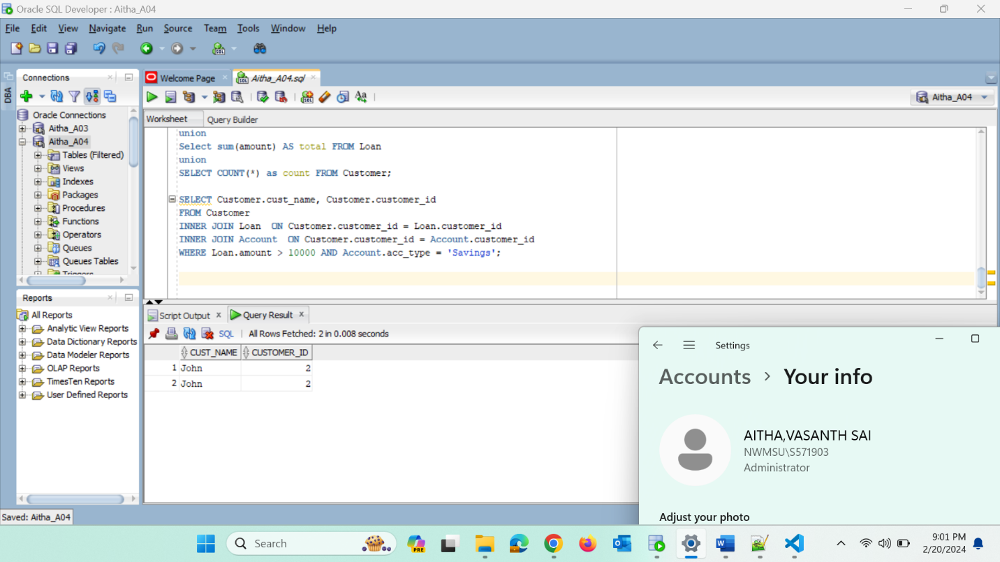 Oracle SQL Developer : Aitha_A04
File Edit View Navigate Run Source Team Tools Window Help
DBA
Connections
Oracle Connections
Aitha_A03
Aitha_A04
Tables (Filtered)
Views
Indexes
Packages
Procedures
Functions
Operators
Queues
Queues Tables
Triggers
Reports
All Reports
Analytic View Reports
Data Dictionary Reports
Data Modeler Reports
OLAP Reports
TimesTen Reports
User Defined Reports
Welcome Page
Aitha_A04.sql
Aitha_A04
Worksheet Query Builder
union
Select sum(amount) AS total FROM Loan
union
SELECT COUNT(*) as count FROM Customer;
SELECT Customer.cust_name, Customer.customer_id
FROM Customer
INNER JOIN Loan  ON Customer.customer_id = Loan.customer_id
INNER JOIN Account  ON Customer.customer_id = Account.customer_id
WHERE Loan.amount > 10000 AND Account.acc_type = 'Savings';
Script Output x Query Result x
SQL | All Rows Fetched: 2 in 0.008 seconds
CUST_NAME CUSTOMER_ID
1 John 2
2 John 2
Settings
Accounts > Your info
AITHA,VASANTH SAI
NWMSU\S571903
Administrator
Adjust your photo
Saved: Aitha_A04
Search
PRE
9:01 PM
2/20/2024